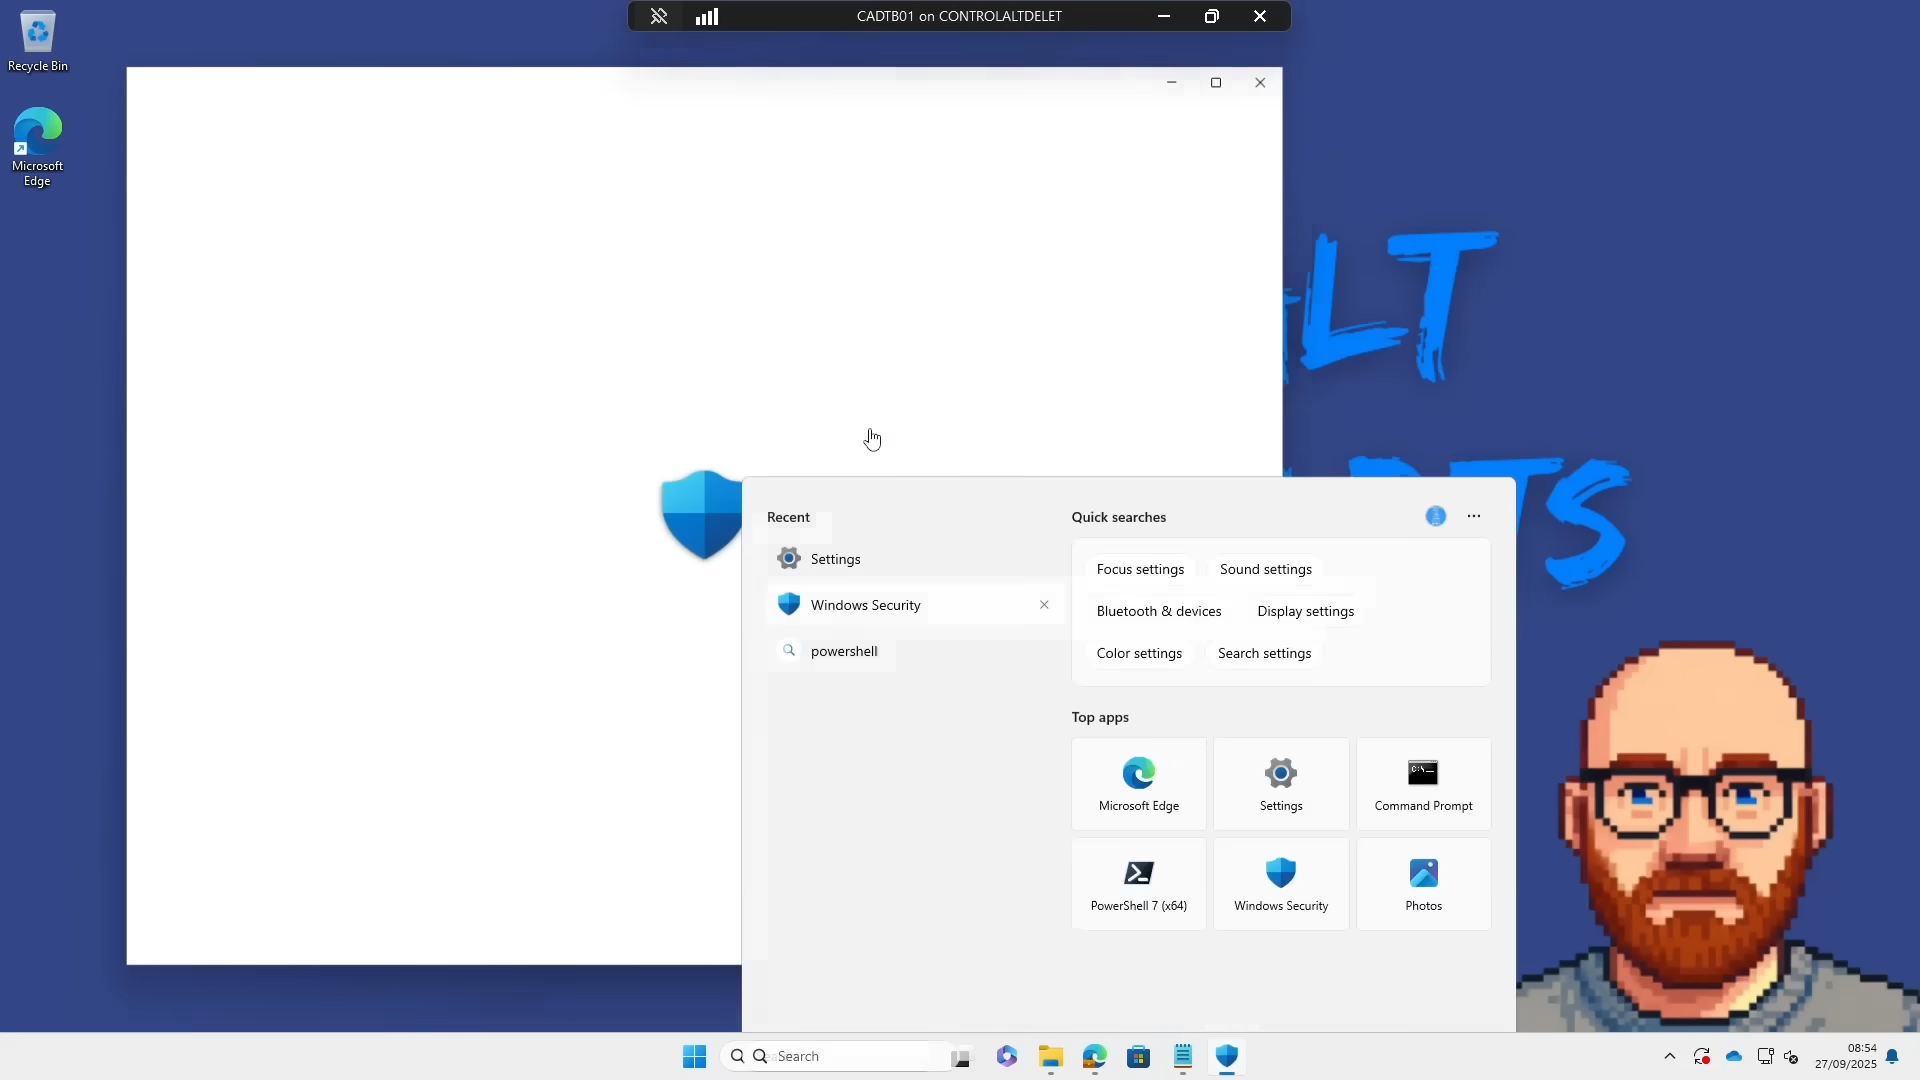 CADTB01 on CONTROLALTDELET
Recycle Bin
Microsoft
Edge
LT
TS
Recent
Settings
Windows Security
powershell
Quick searches
Focus settings
Sound settings
Bluetooth & devices
Display settings
Color settings
Search settings
Top apps
Microsoft Edge
Settings
Command Prompt
PowerShell 7 (x64)
Windows Security
Photos
Search
08:54
27/09/2025